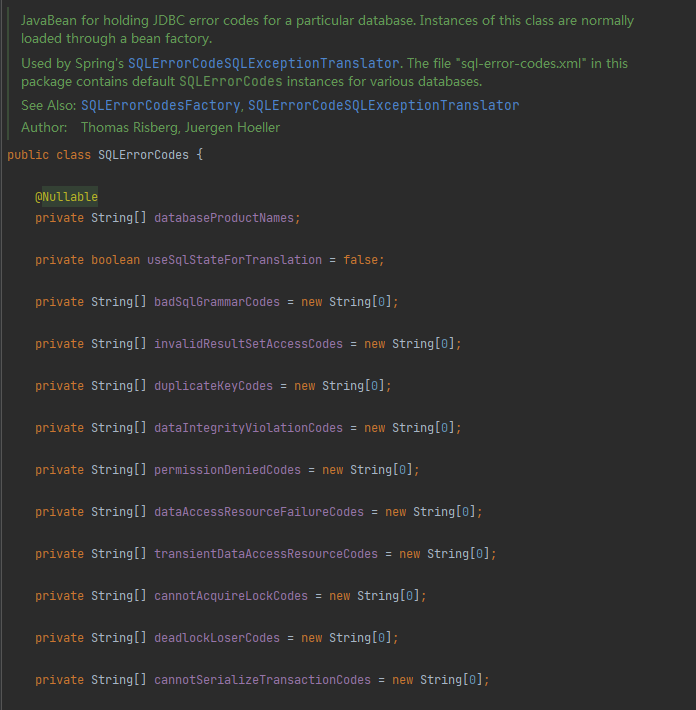 JavaBean for holding JDBC error codes for a particular database. Instances of this class are normally
loaded through a bean factory.
Used by Spring's SQLErrorCodeSQLExceptionTranslator. The file "sql-error-codes.xml" in this
package contains default SQLErrorCodes instances for various databases.
See Also: SQLErrorCodesFactory, SQLErrorCodeSQLExceptionTranslator
Author: Thomas Risberg, Juergen Hoeller
public class SQLErrorCodes {
@Nullable
private String[] databaseProductNames;
private boolean useSqlStateForTranslation = false;
private String[] badSqlGrammarCodes = new String[0];
private String[] invalidResultSetAccessCodes = new String[0];
private String[] duplicateKeyCodes = new String[0];
private String[] dataIntegrityViolationCodes = new String[0];
private String[] permissionDeniedCodes = new String[0];
private String[] dataAccessResourceFailureCodes = new String[0];
private String[] transientDataAccessResourceCodes = new String[0];
private String[] cannotAcquireLockCodes = new String[0];
private String[] deadlockLoserCodes = new String[0];
private String[] cannotSerializeTransactionCodes = new String[0];